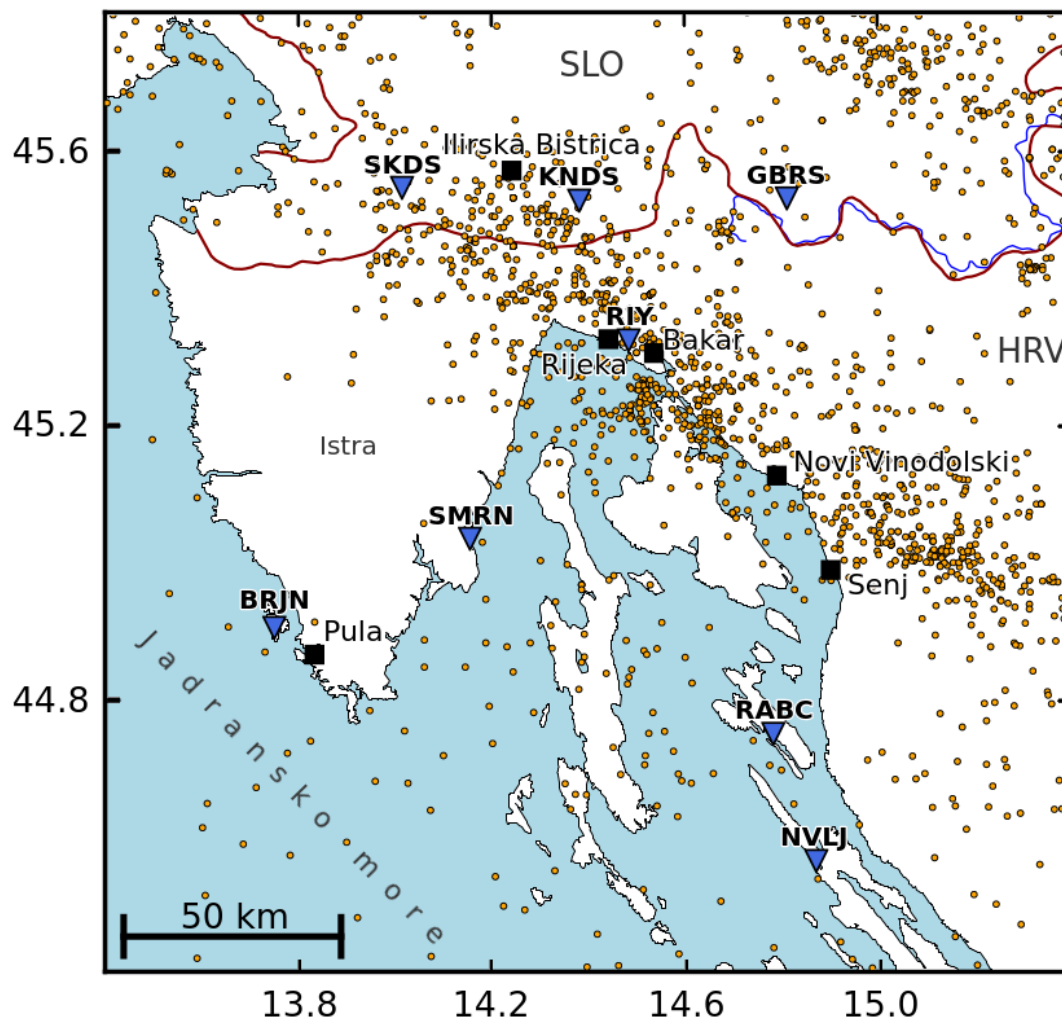 SLO
45.6
Ilirska Bistrica
SKDS
KNDS
GBRS
RIY
Bakar
Rijeka
HRV
45.2
Istra
Novi Vinodolski
SMRN
Senj
BRJN
Pula
44.8
RABC
Jadransko more
NVLJ
50 km
13.8
14.2
14.6
15.0